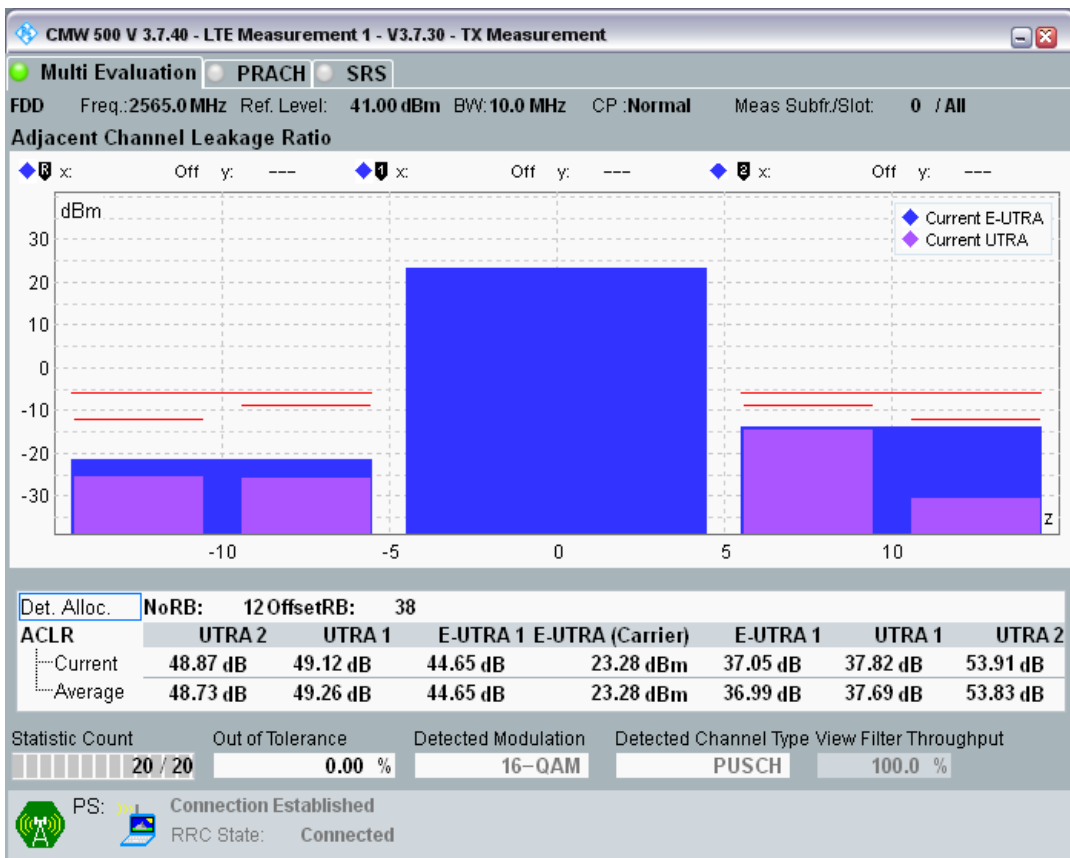 CMW 500 V 3.7.40 - LTE Measurement 1 - V3.7.30 - TX Measurement
Multi Evaluation PRACH SRS
FDD Freq.:2565.0 MHz Ref. Level: 41.00 dBm BW:10.0 MHz CP :Normal Meas Subfr./Slot: 0 / All
Adjacent Channel Leakage Ratio
R x: Off y: --- 1 x: Off y: --- 2 x: Off y: ---
dBm
Current E-UTRA
Current UTRA
30
20
10
0
-10
-20
-30
z
-10 -5 0 5 10
Det. Alloc. NoRB: 12 OffsetRB: 38
ACLR UTRA 2 UTRA 1 E-UTRA 1 E-UTRA (Carrier) E-UTRA 1 UTRA 1 UTRA 2
Current 48.87 dB 49.12 dB 44.65 dB 23.28 dBm 37.05 dB 37.82 dB 53.91 dB
Average 48.73 dB 49.26 dB 44.65 dB 23.28 dBm 36.99 dB 37.69 dB 53.83 dB
Statistic Count Out of Tolerance Detected Modulation Detected Channel Type View Filter Throughput
20 / 20 0.00 % 16-QAM PUSCH 100.0 %
PS: Connection Established
RRC State: Connected